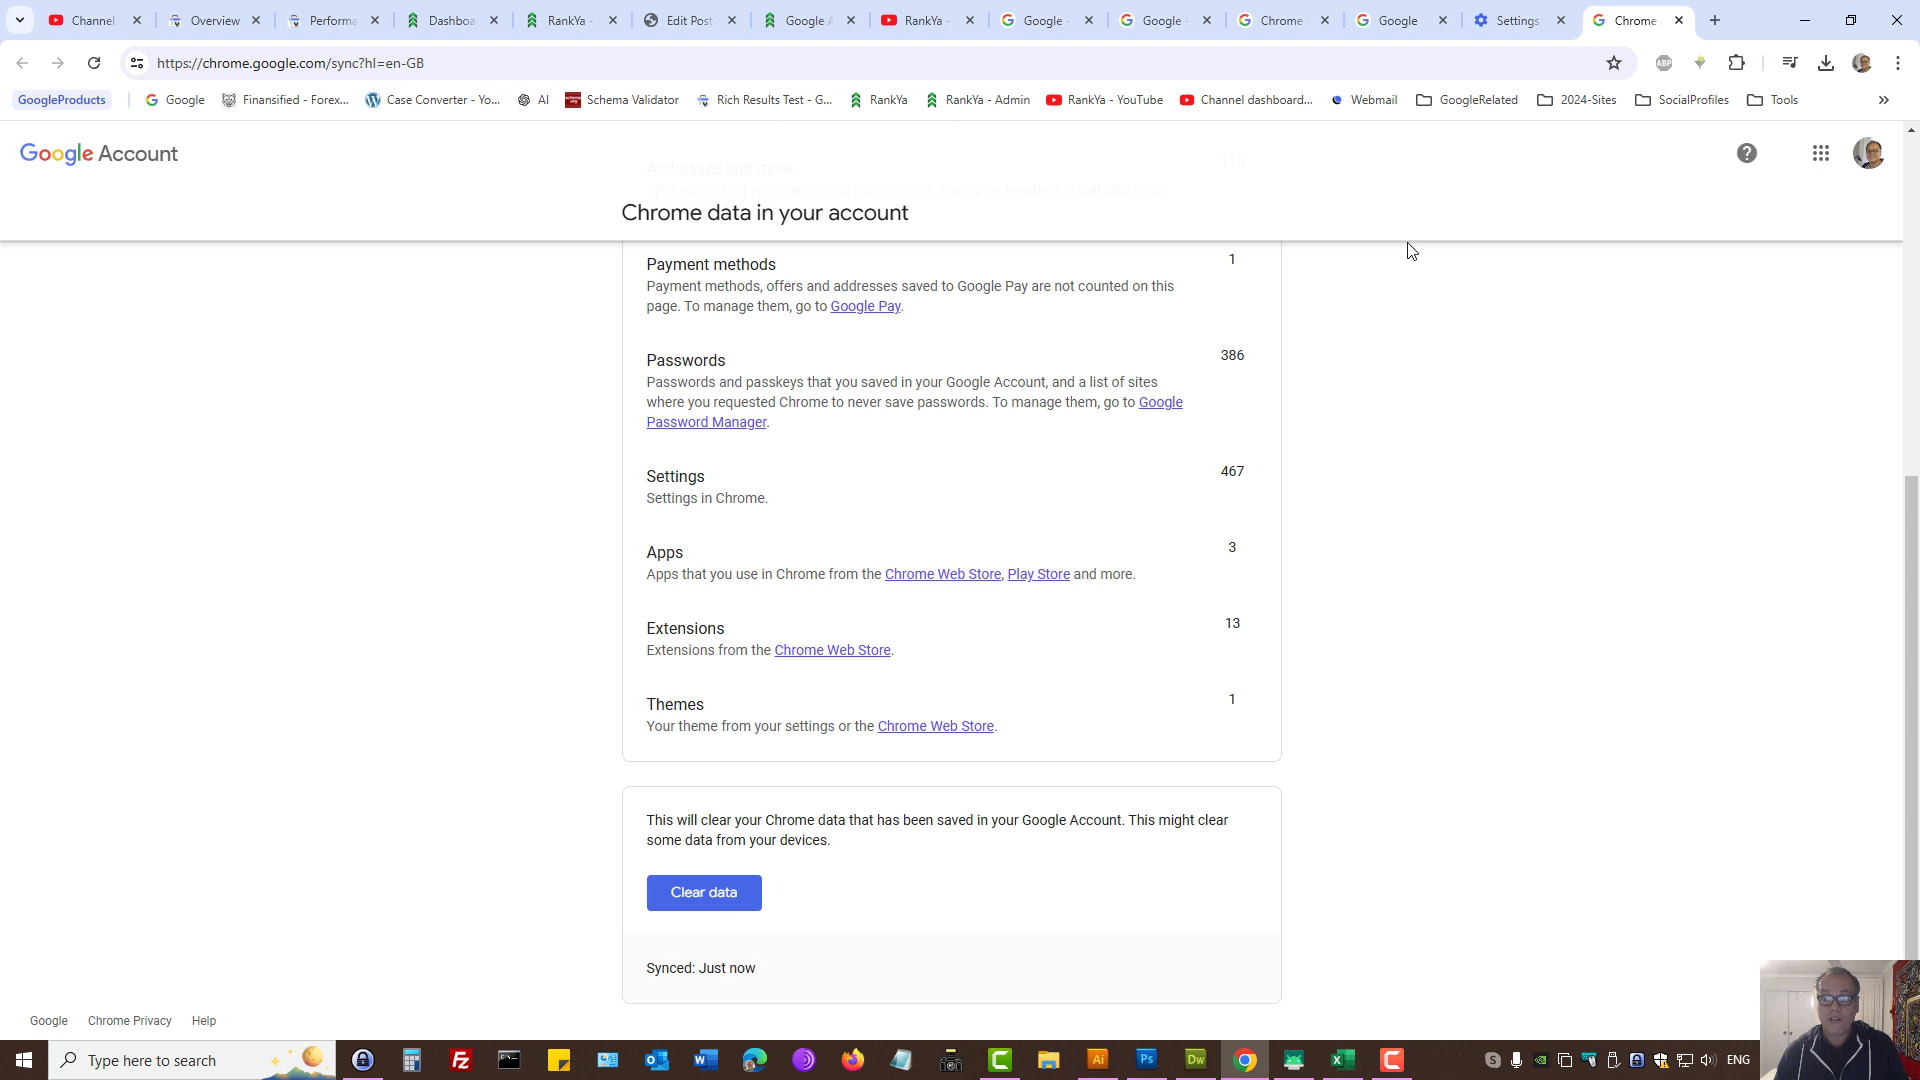 Channel
Overview
Performa
Dashboa
RankYa -
Edit Post
Google A
RankYa -
Google -
Google -
Chrome
Google
Settings
Chrome
https://chrome.google.com/sync?hl=en-GB
GoogleProducts
Google
Finansified - Forex...
Case Converter - Yo...
AI
Schema Validator
Rich Results Test - G...
RankYa
RankYa - Admin
RankYa - YouTube
Channel dashboard...
Webmail
GoogleRelated
2024-Sites
SocialProfiles
Tools
Google Account
Addresses and more
113
Chrome data in your account
Payment methods
1
Payment methods, offers and addresses saved to Google Pay are not counted on this
page. To manage them, go to Google Pay.
Passwords
386
Passwords and passkeys that you saved in your Google Account, and a list of sites
where you requested Chrome to never save passwords. To manage them, go to Google
Password Manager.
Settings
467
Settings in Chrome.
Apps
3
Apps that you use in Chrome from the Chrome Web Store, Play Store and more.
Extensions
13
Extensions from the Chrome Web Store.
Themes
1
Your theme from your settings or the Chrome Web Store.
This will clear your Chrome data that has been saved in your Google Account. This might clear
some data from your devices.
Clear data
Synced: Just now
Google
Chrome Privacy
Help
Type here to search
ENG